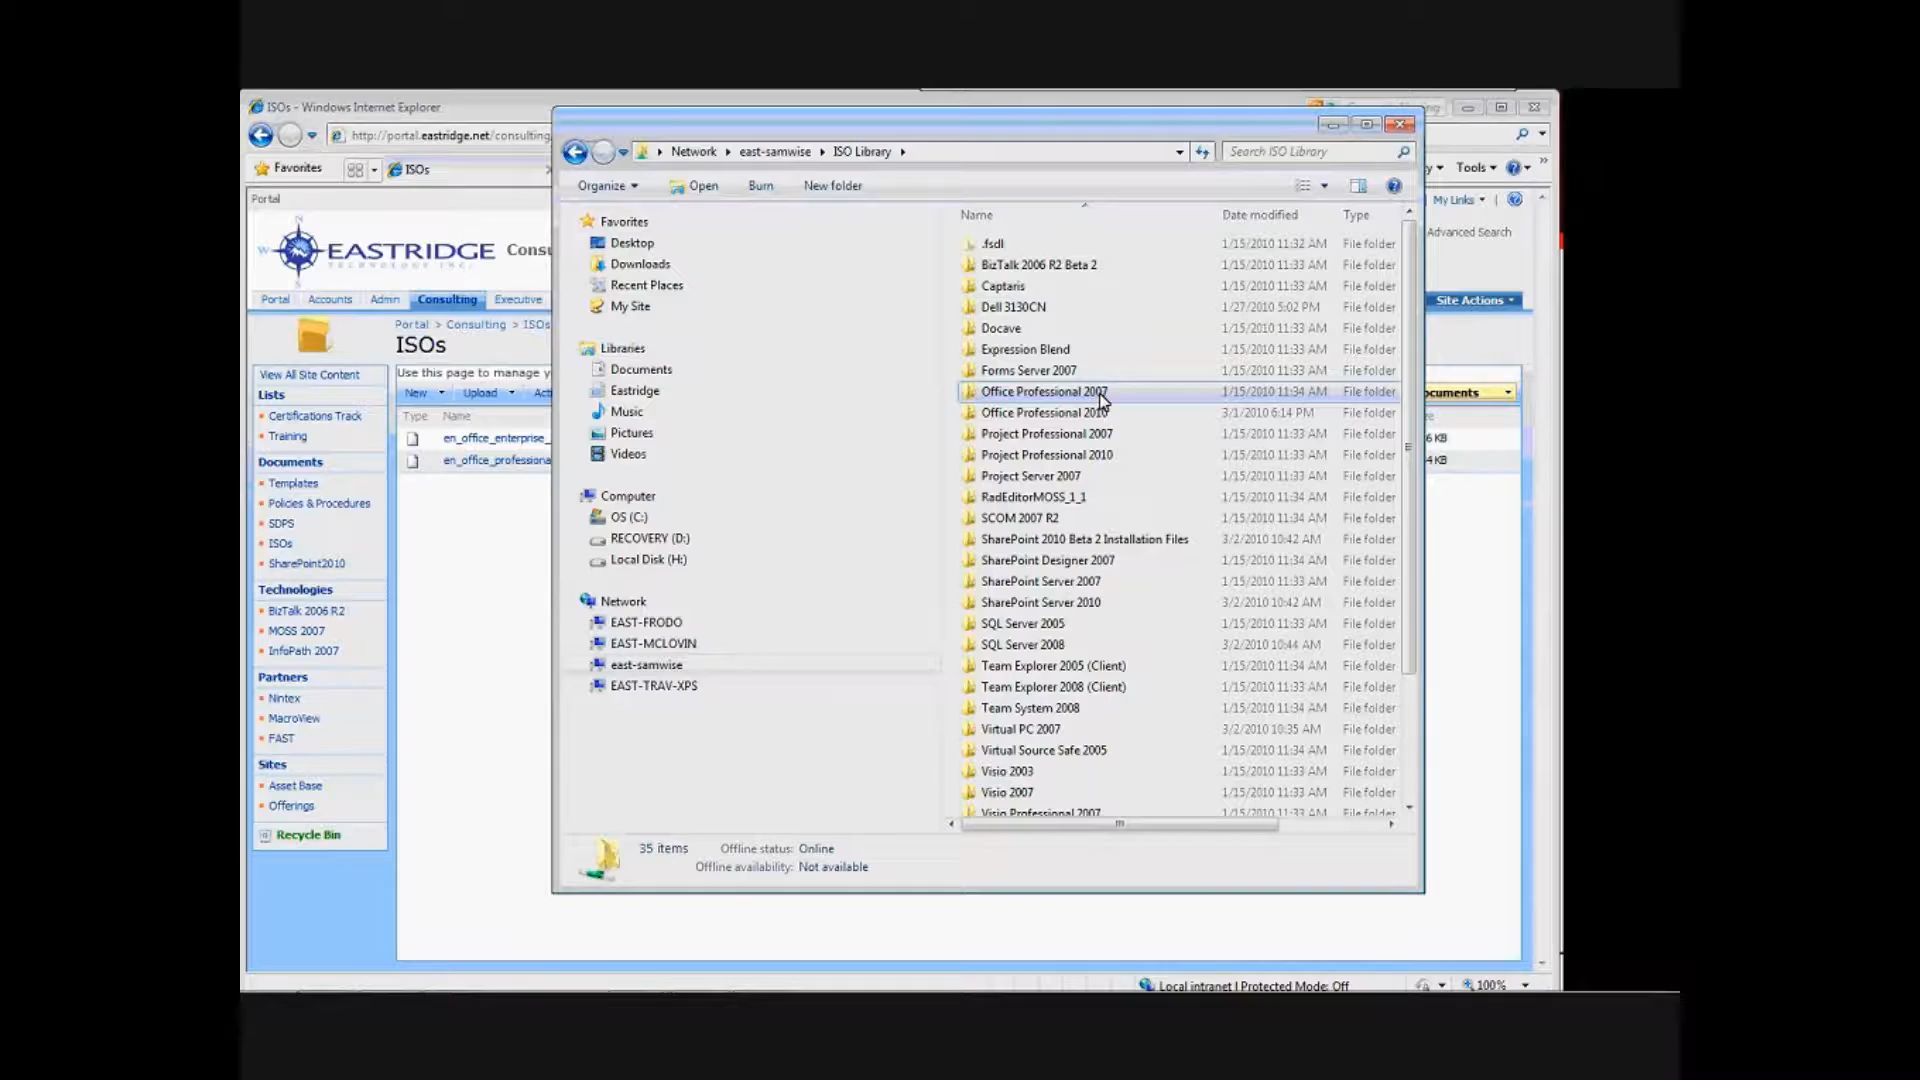 ISOs - Windows Internet Explorer
http://portal.eastridge.net/consulting
Favorites
ISOs
Tools
Portal
My Links
Advanced Search
N
W
EASTRIDGE
TECHNOLOGY INC.
Portal
Accounts
Admin
Consulting
Executive
Site Actions
Portal > Consulting > ISOs
ISOs
View All Site Content
Lists
Certifications Track
Training
Documents
Templates
Policies & Procedures
SDPS
ISOs
SharePoint2010
Technologies
BizTalk 2006 R2
MOSS 2007
InfoPath 2007
Partners
Nintex
MacroView
FAST
Sites
Asset Base
Offerings
Recycle Bin
Use this page to manage
New
Upload
Type Name
en_office_enterprise_
en_office_professiona
6 KB
4 KB
Network east-samwise ISO Library
Search ISO Library
Organize Open Burn New folder
Favorites
Desktop
Downloads
Recent Places
My Site
Libraries
Documents
Eastridge
Music
Pictures
Videos
Computer
OS (C:)
RECOVERY (D:)
Local Disk (H:)
Network
EAST-FRODO
EAST-MCLOVIN
east-samwise
EAST-TRAV-XPS
Name Date modified Type
.fsdl 1/15/2010 11:32 AM File folder
BizTalk 2006 R2 Beta 2 1/15/2010 11:33 AM File folder
Captaris 1/15/2010 11:33 AM File folder
Dell 3130CN 1/27/2010 5:02 PM File folder
Docave 1/15/2010 11:33 AM File folder
Expression Blend 1/15/2010 11:33 AM File folder
Forms Server 2007 1/15/2010 11:33 AM File folder
Office Professional 2007 1/15/2010 11:34 AM File folder
Office Professional 2010 3/1/2010 6:14 PM File folder
Project Professional 2007 1/15/2010 11:33 AM File folder
Project Professional 2010 1/15/2010 11:33 AM File folder
Project Server 2007 1/15/2010 11:33 AM File folder
RadEditorMOSS_1_1 1/15/2010 11:34 AM File folder
SCOM 2007 R2 1/15/2010 11:34 AM File folder
SharePoint 2010 Beta 2 Installation Files 3/2/2010 10:42 AM File folder
SharePoint Designer 2007 1/15/2010 11:34 AM File folder
SharePoint Server 2007 1/15/2010 11:33 AM File folder
SharePoint Server 2010 3/2/2010 10:42 AM File folder
SQL Server 2005 1/15/2010 11:33 AM File folder
SQL Server 2008 3/2/2010 10:44 AM File folder
Team Explorer 2005 (Client) 1/15/2010 11:34 AM File folder
Team Explorer 2008 (Client) 1/15/2010 11:33 AM File folder
Team System 2008 1/15/2010 11:34 AM File folder
Virtual PC 2007 3/2/2010 10:35 AM File folder
Virtual Source Safe 2005 1/15/2010 11:34 AM File folder
Visio 2003 1/15/2010 11:33 AM File folder
Visio 2007 1/15/2010 11:33 AM File folder
Visio Professional 2007 1/15/2010 11:33 AM File folder
35 items Offline status: Online
Offline availability: Not available
Local intranet | Protected Mode: Off
100%